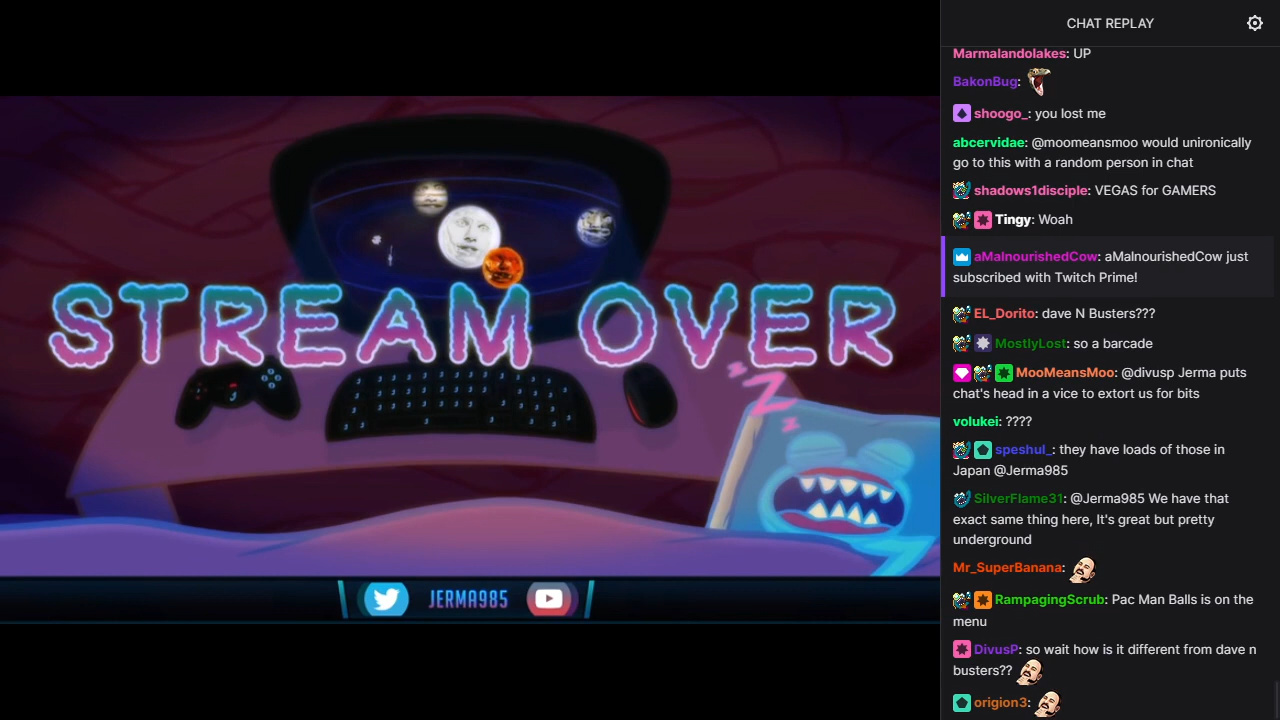 STREAM OVER
z
Z
z
JERMA985
CHAT REPLAY
Marmalandolakes: UP
BakonBug:
shoogo_: you lost me
abcervidae: @moomeansmoo would unironically
go to this with a random person in chat
shadows1disciple: VEGAS for GAMERS
Tingy: Woah
aMalnourishedCow: aMalnourishedCow just
subscribed with Twitch Prime!
EL_Dorito: dave N Busters???
MostlyLost: so a barcade
MooMeansMoo: @divusp Jerma puts
chat's head in a vice to extort us for bits
volukei: ????
speshul_: they have loads of those in
Japan @Jerma985
SilverFlame31: @Jerma985 We have that
exact same thing here, It's great but pretty
underground
Mr_SuperBanana:
RampagingScrub: Pac Man Balls is on the
menu
DivusP: so wait how is it different from dave n
busters??
origion3: